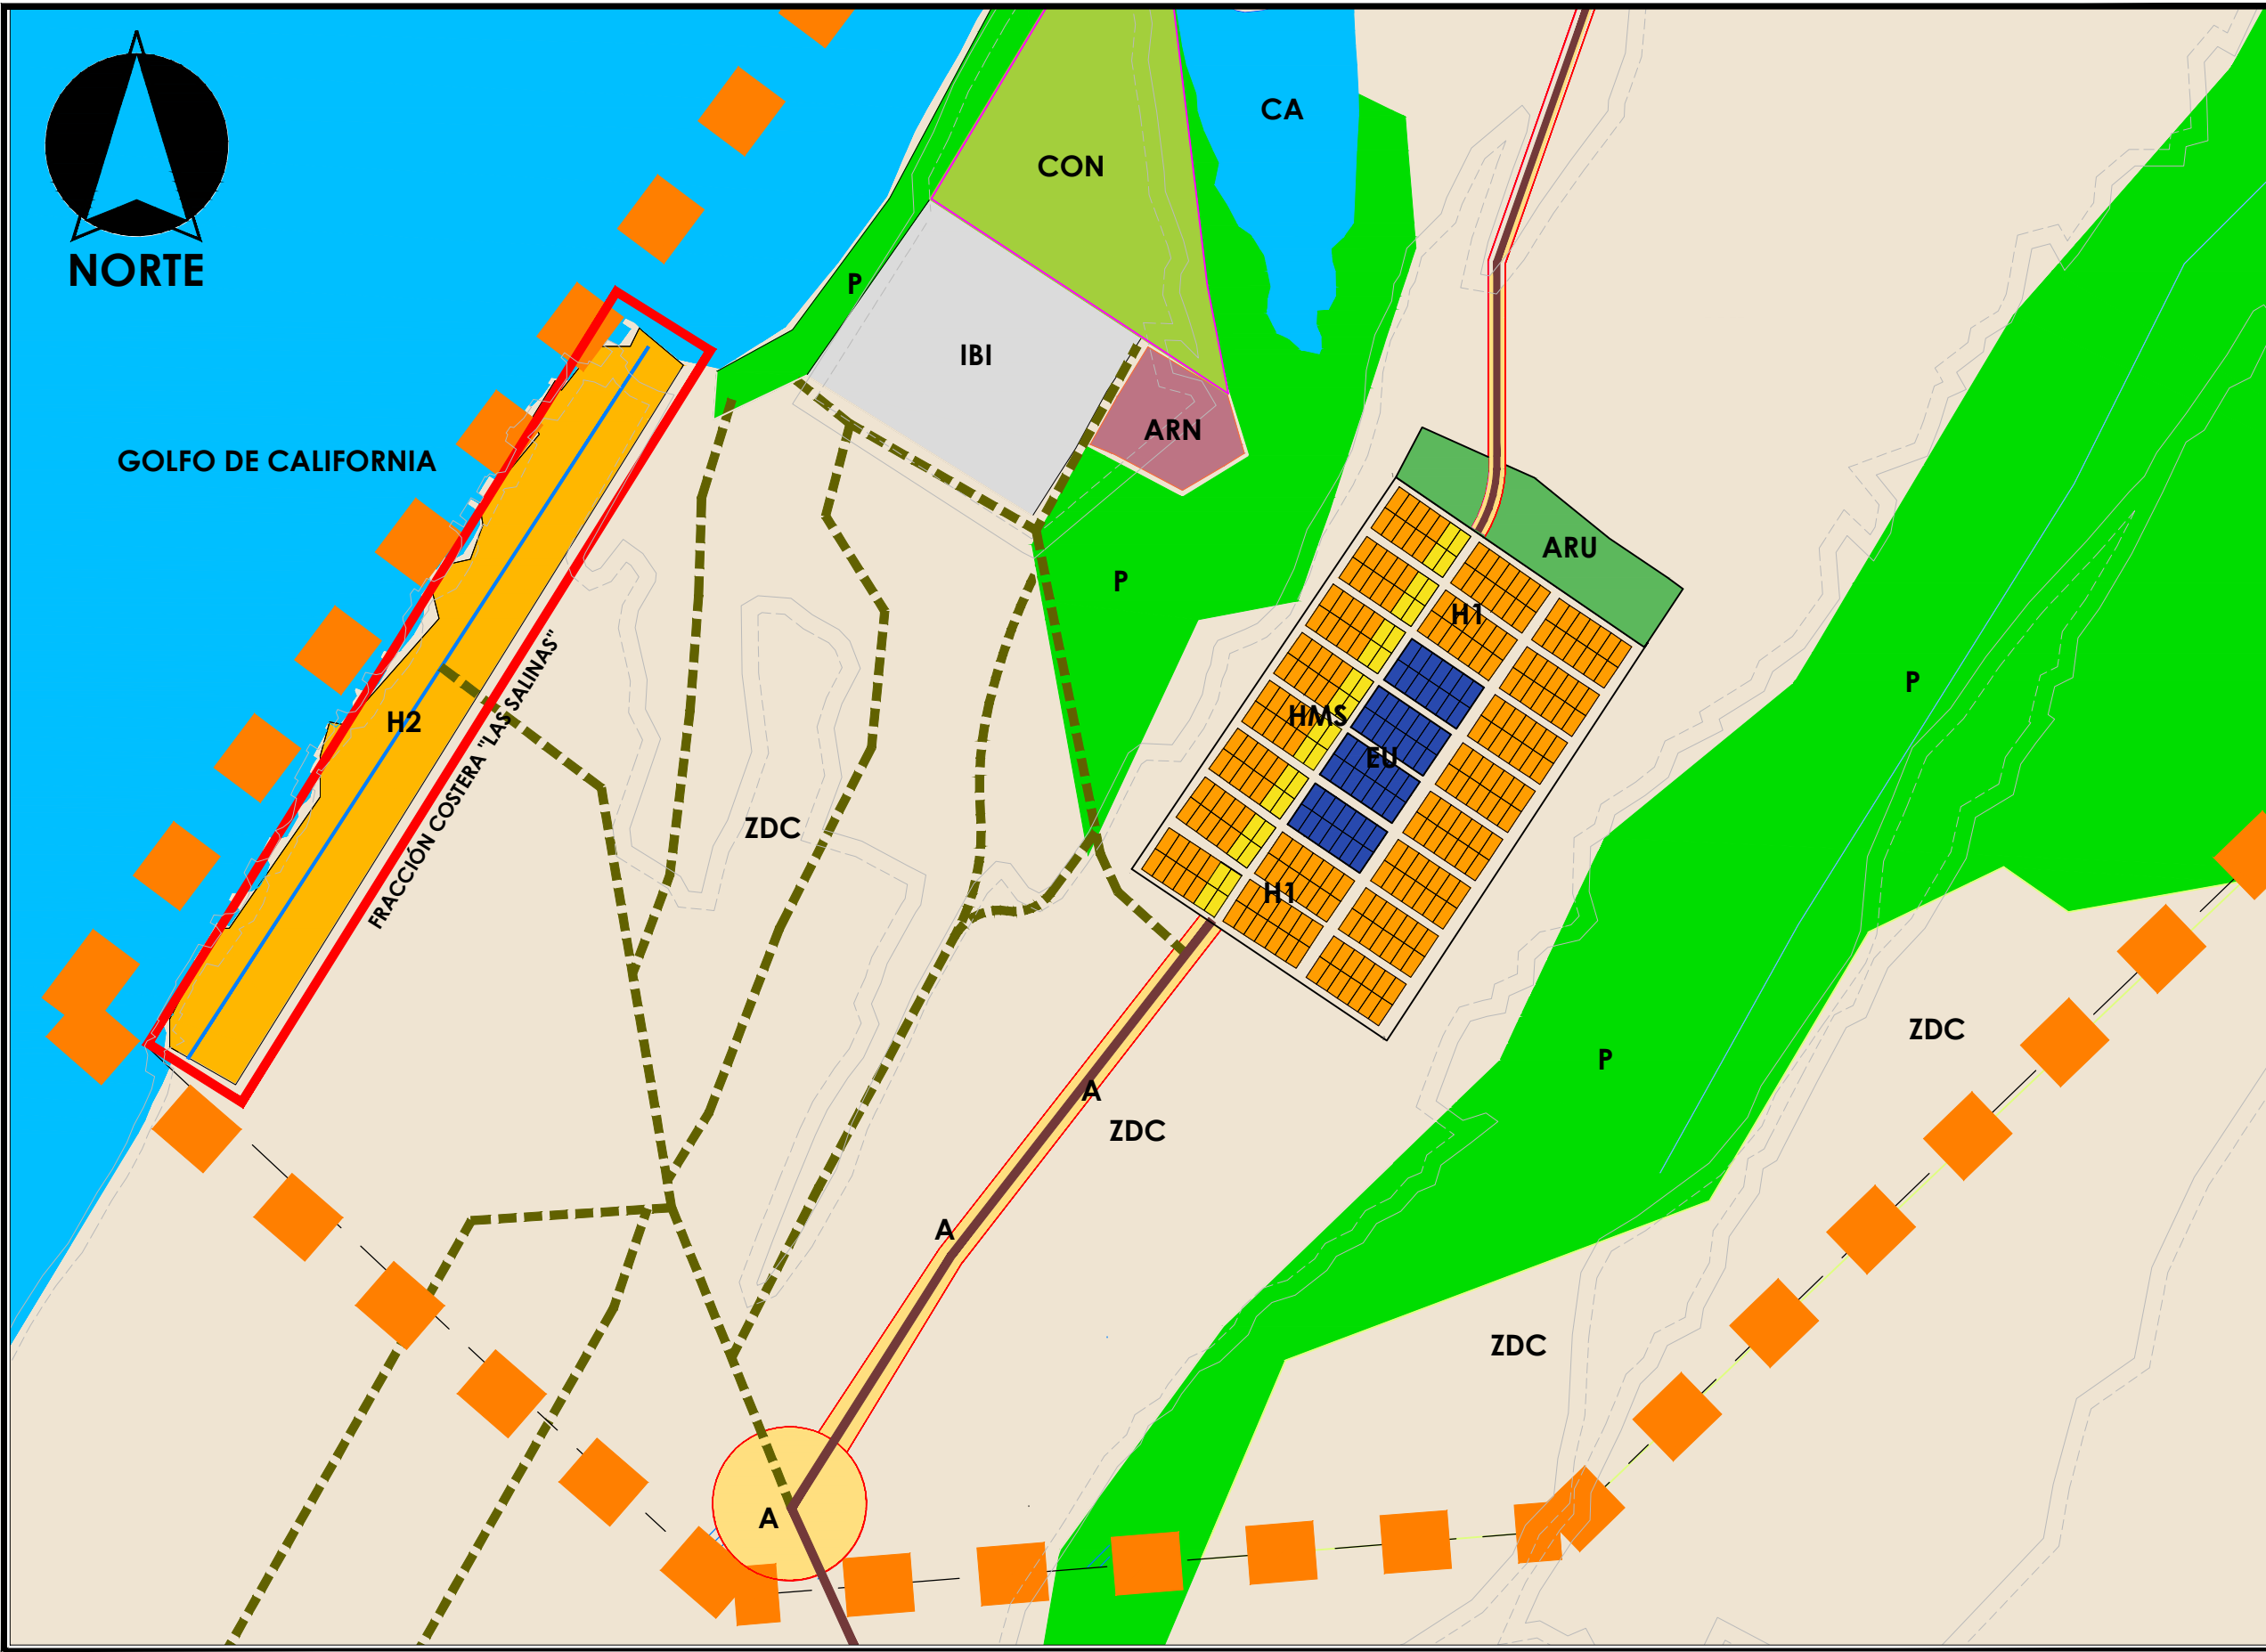 CA
CON
NORTE
P
IBI
ARN
GOLFO DE CALIFORNIA
ARU
P
H1
P
HMS
H2
EU
FRACCIÓN COSTERA "LAS SALINAS"
ZDC
H1
ZDC
P
A
ZDC
A
ZDC
A